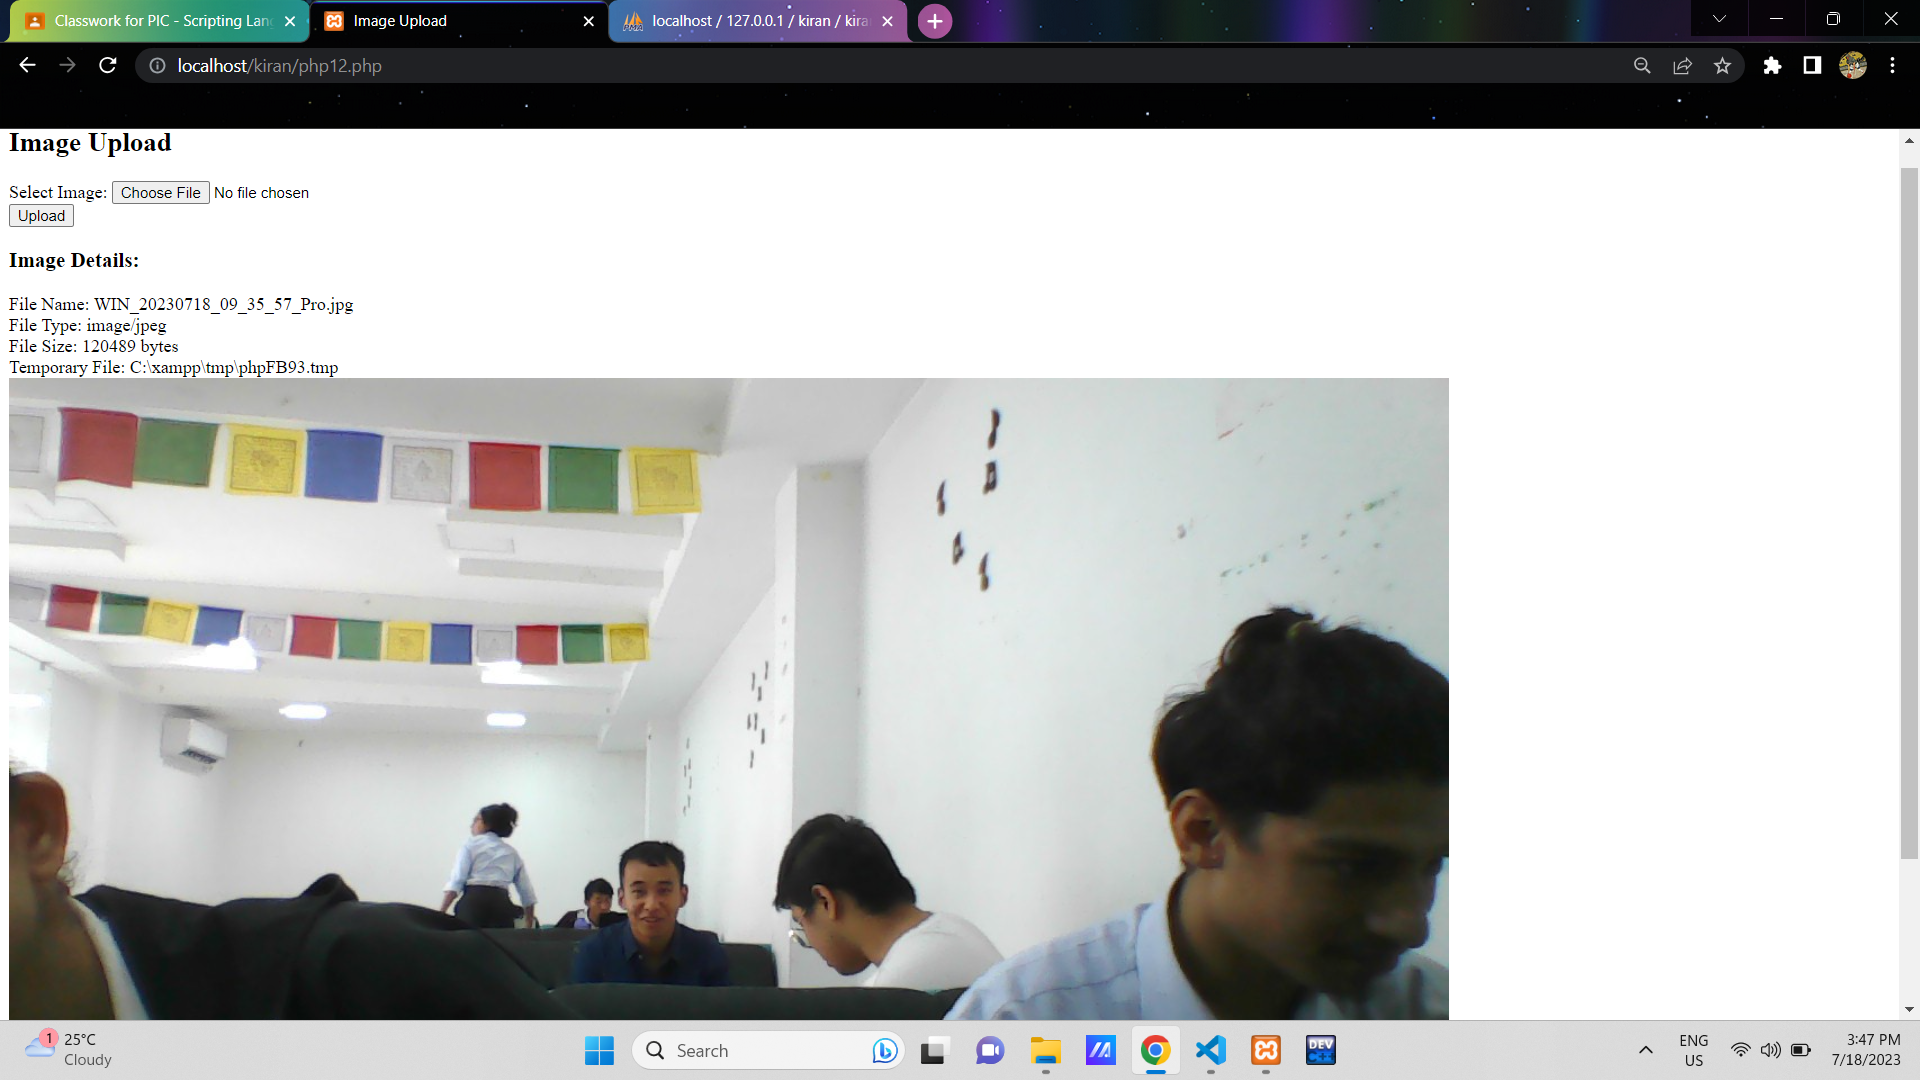 Classwork for PIC - Scripting Lan
Image Upload
localhost / 127.0.0.1 / kiran / kira
localhost/kiran/php12.php
Image Upload
Select Image: Choose File No file chosen
Upload
Image Details:
File Name: WIN_20230718_09_35_57_Pro.jpg
File Type: image/jpeg
File Size: 120489 bytes
Temporary File: C:\xampp\tmp\phpFB93.tmp
1
25°C
Cloudy
Search
DEV
ENG
US
3:47 PM
7/18/2023